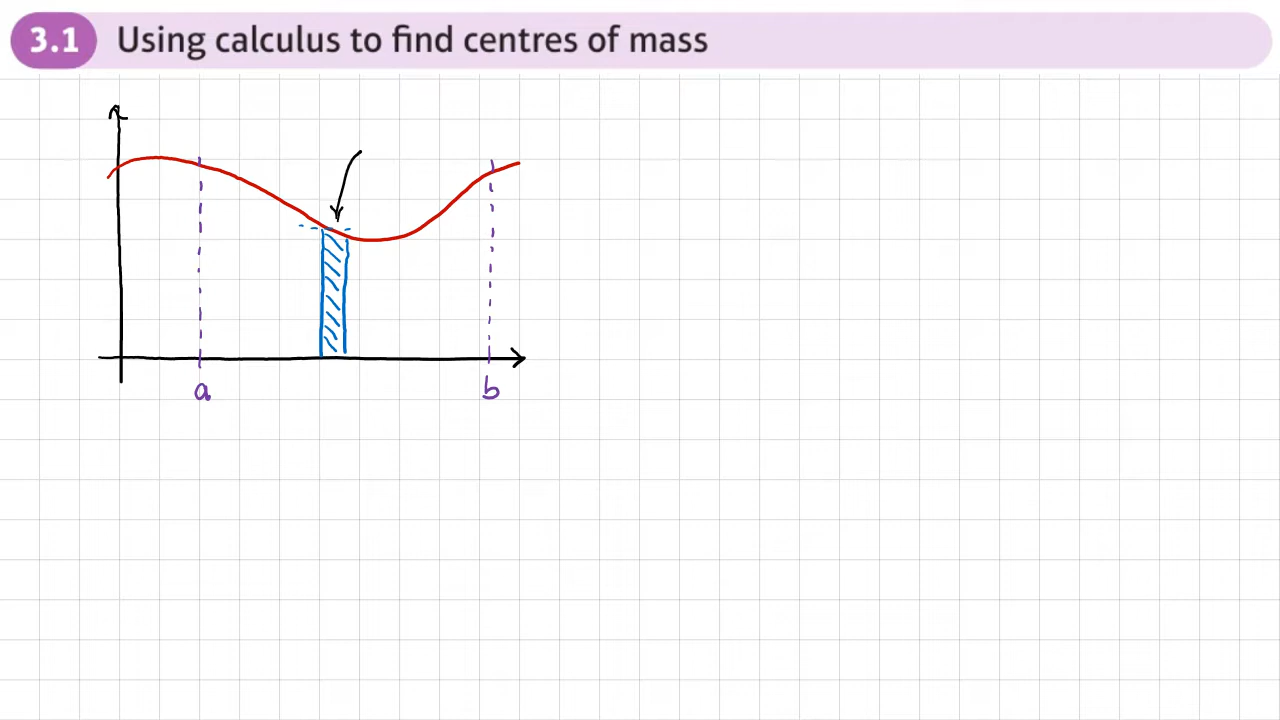 3.1 Using calculus to find centres of mass
a b